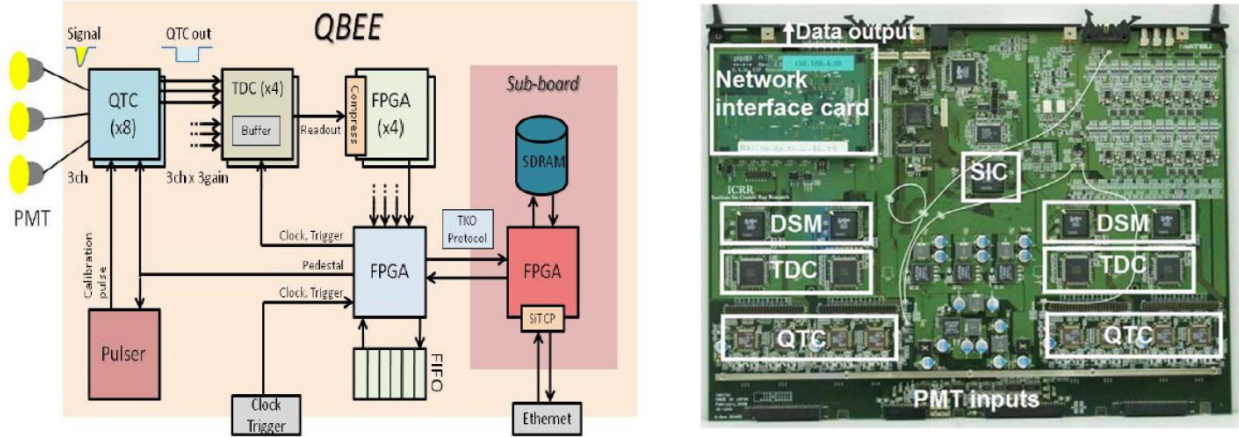 QBEE
Signal
QTC out
Sub-board
QTC
(x8)
TDC (x4)
Buffer
Readout
Compress
FPGA
(x4)
SDRAM
3ch
3ch x 3gain
PMT
Clock, Trigger
TKO
Protocol
FPGA
FPGA
Pedestal
Calibration
pulse
Clock, Trigger
SiTCP
Pulser
FIFO
Clock
Trigger
Ethernet
Data output
Network
interface card
SIC
ICRR
DSM
DSM
TDC
TDC
QTC
QTC
PMT inputs